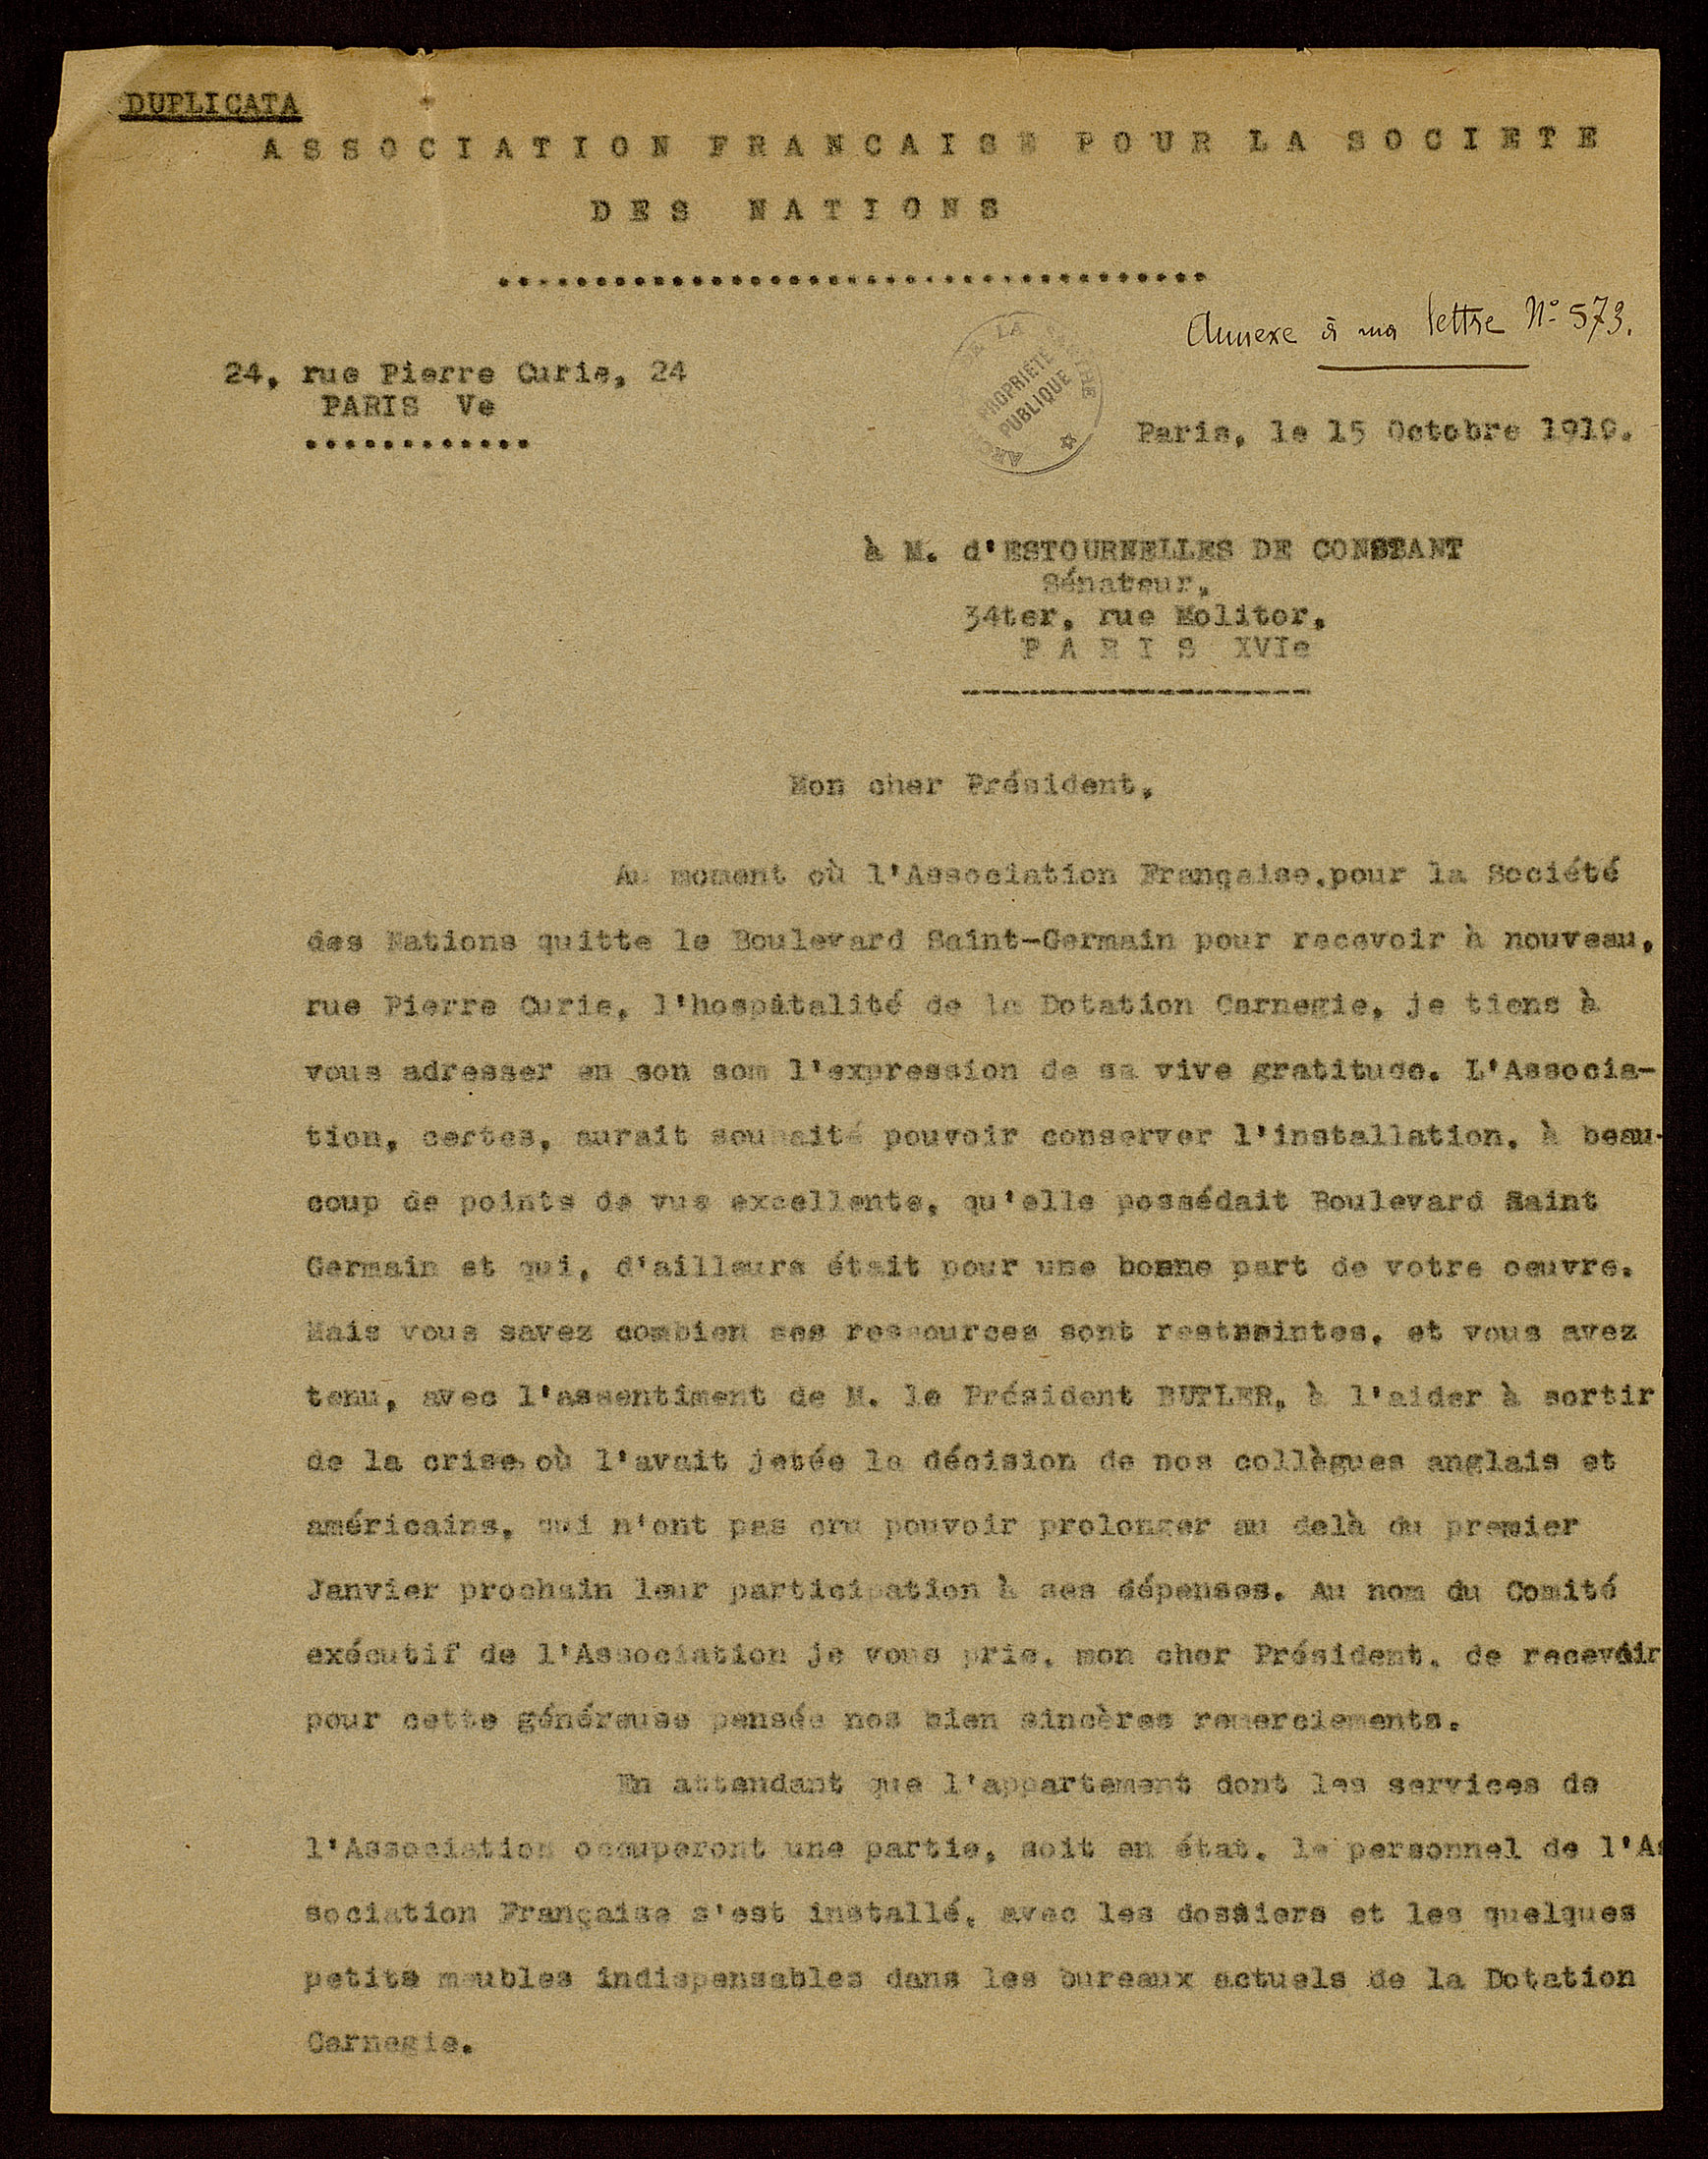 DUPLICATA
ASSOCIATION FRANCAISE POUR LA SOCIETE
DES NATIONS
.....................................
Annexe à ma lettre N° 573.
PROPRIÉTÉ
PUBLIQUE
24, rue Pierre Curie, 24
PARIS Ve
............
Paris, le 15 Octobre 1919.
à M. d'ESTOURNELLES DE CONSTANT
Sénateur,
34ter, rue Molitor,
PARIS XVIe
------------------
Mon cher Président,
Au moment où l'Association Française,pour la Société
des Nations quitte le Boulevard Saint-Germain pour recevoir à nouveau,
rue Pierre Curie, l'hospitalité de la Dotation Carnegie, je tiens à
vous adresser en son som l'expression de sa vive gratitude. L'Associa-
tion, certes, aurait souhaité pouvoir conserver l'installation, à beau-
coup de points de vue excellente, qu'elle possédait Boulevard Saint
Germain et qui, d'ailleurs était pour une bonne part de votre oeuvre.
Mais vous savez combien ses ressources sont restreintes, et vous avez
tenu, avec l'assentiment de M. le Président BUTLER, à l'aider à sortir
de la crise où l'avait jetée la décision de nos collègues anglais et
américains, qui n'ont pas cru pouvoir prolonger au delà du premier
Janvier prochain leur participation à ses dépenses. Au nom du Comité
exécutif de l'Association je vous prie, mon cher Président, de recevoir
pour cette généreuse pensée nos bien sincères remerciements.
En attendant que l'appartement dont les services de
l'Association occuperont une partie, soit en état, le personnel de l'As
sociation Française s'est installé, avec les dossiers et les quelques
petits meubles indispensables dans les bureaux actuels de la Dotation
Carnegie.